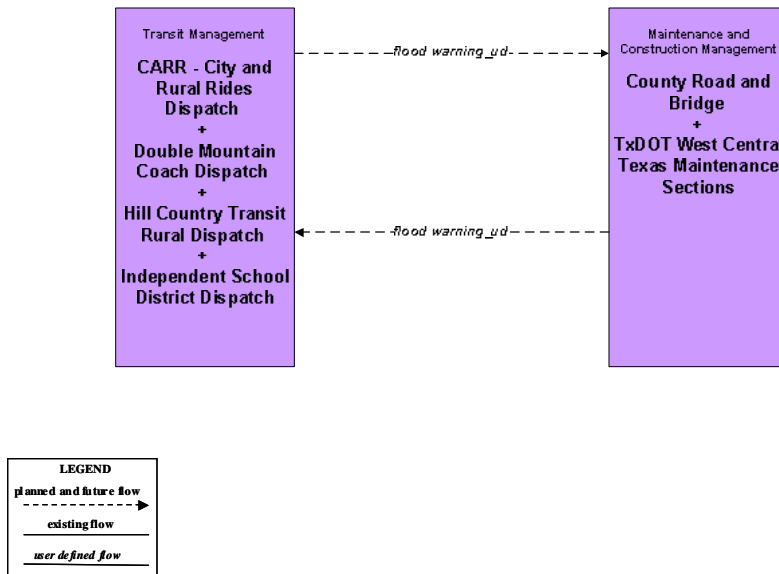 Transit Management
CARR - City and
Rural Rides
Dispatch
+
Double Mountain
Coach Dispatch
+
Hill Country Transit
Rural Dispatch
+
Independent School
District Dispatch
flood warning_ud
flood warning_ud
Maintenance and
Construction Management
County Road and
Bridge
+
TxDOT West Centra
Texas Maintenance
Sections
LEGEND
planned and future flow
existing flow
user defined flow